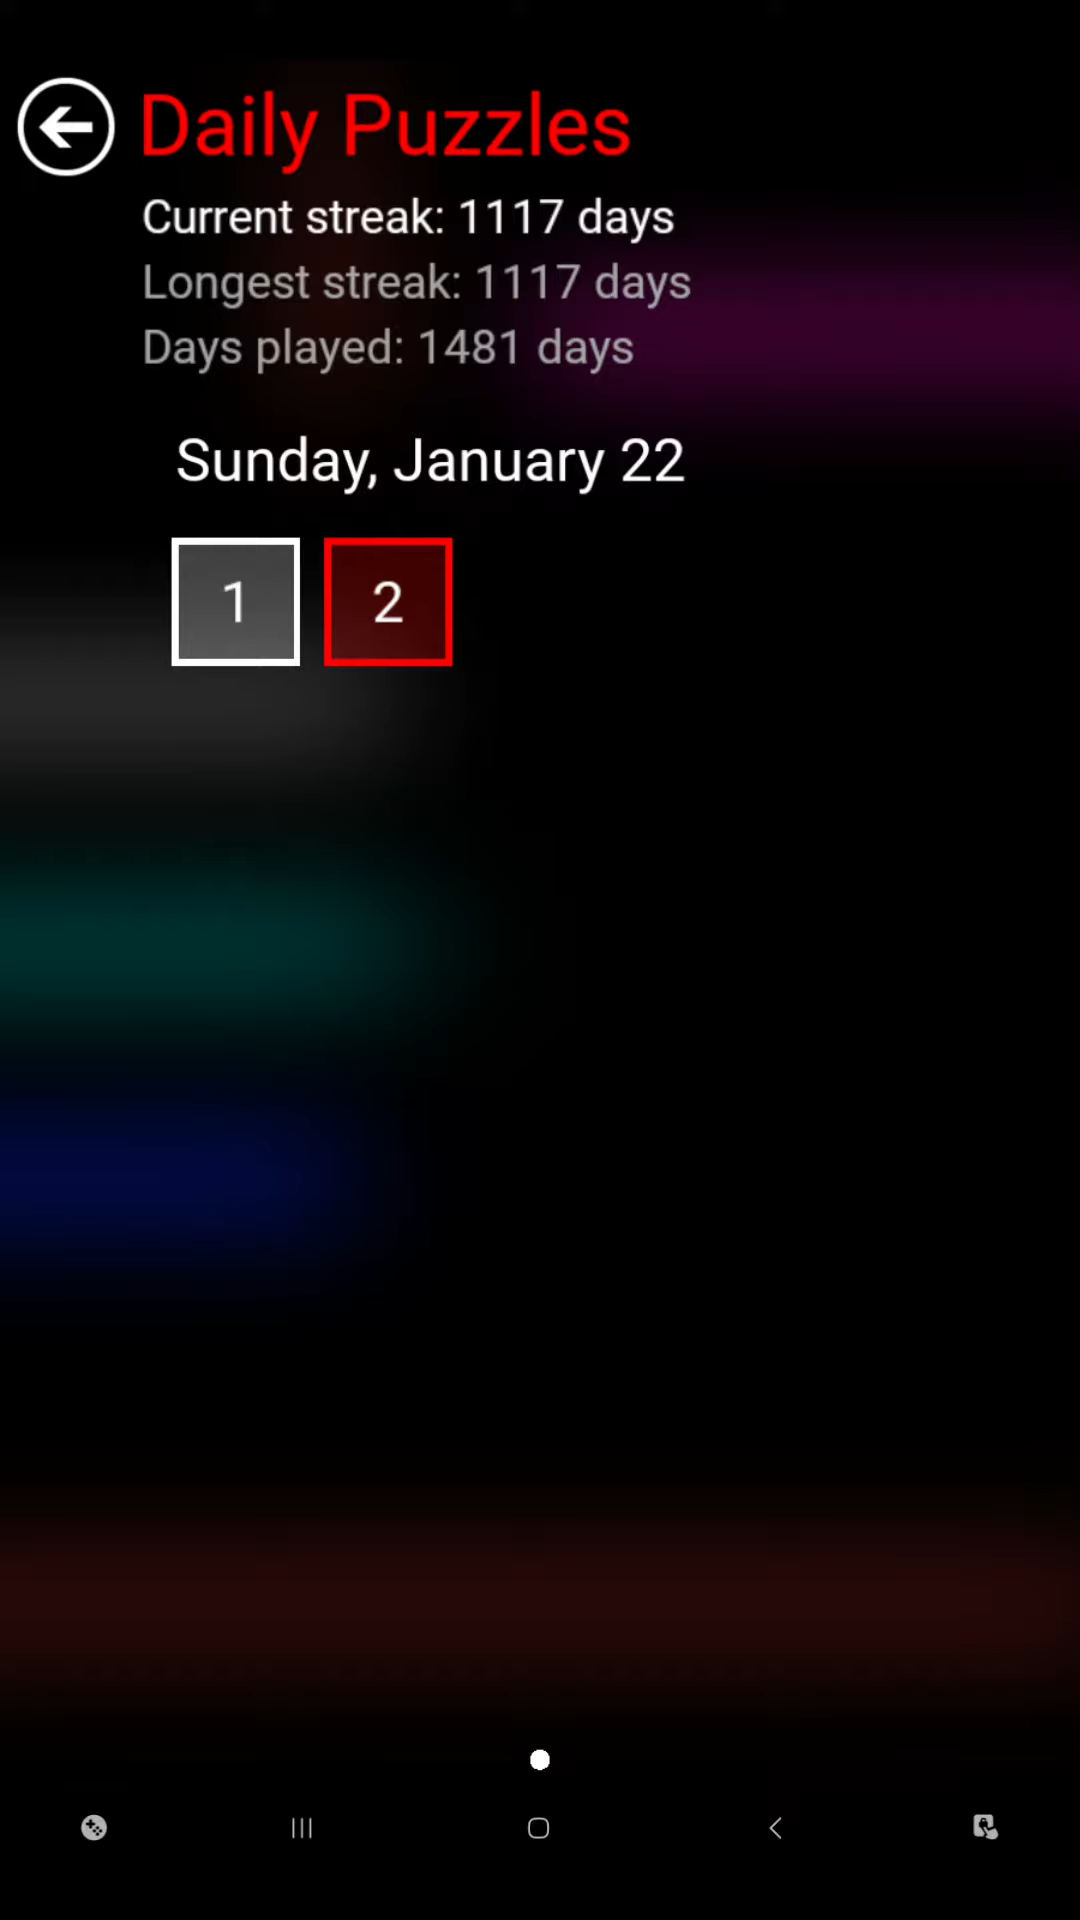 Daily Puzzles
Current streak: 1117 days
Longest streak: 1117 days
Days played: 1481 days
Sunday, January 22
1 2